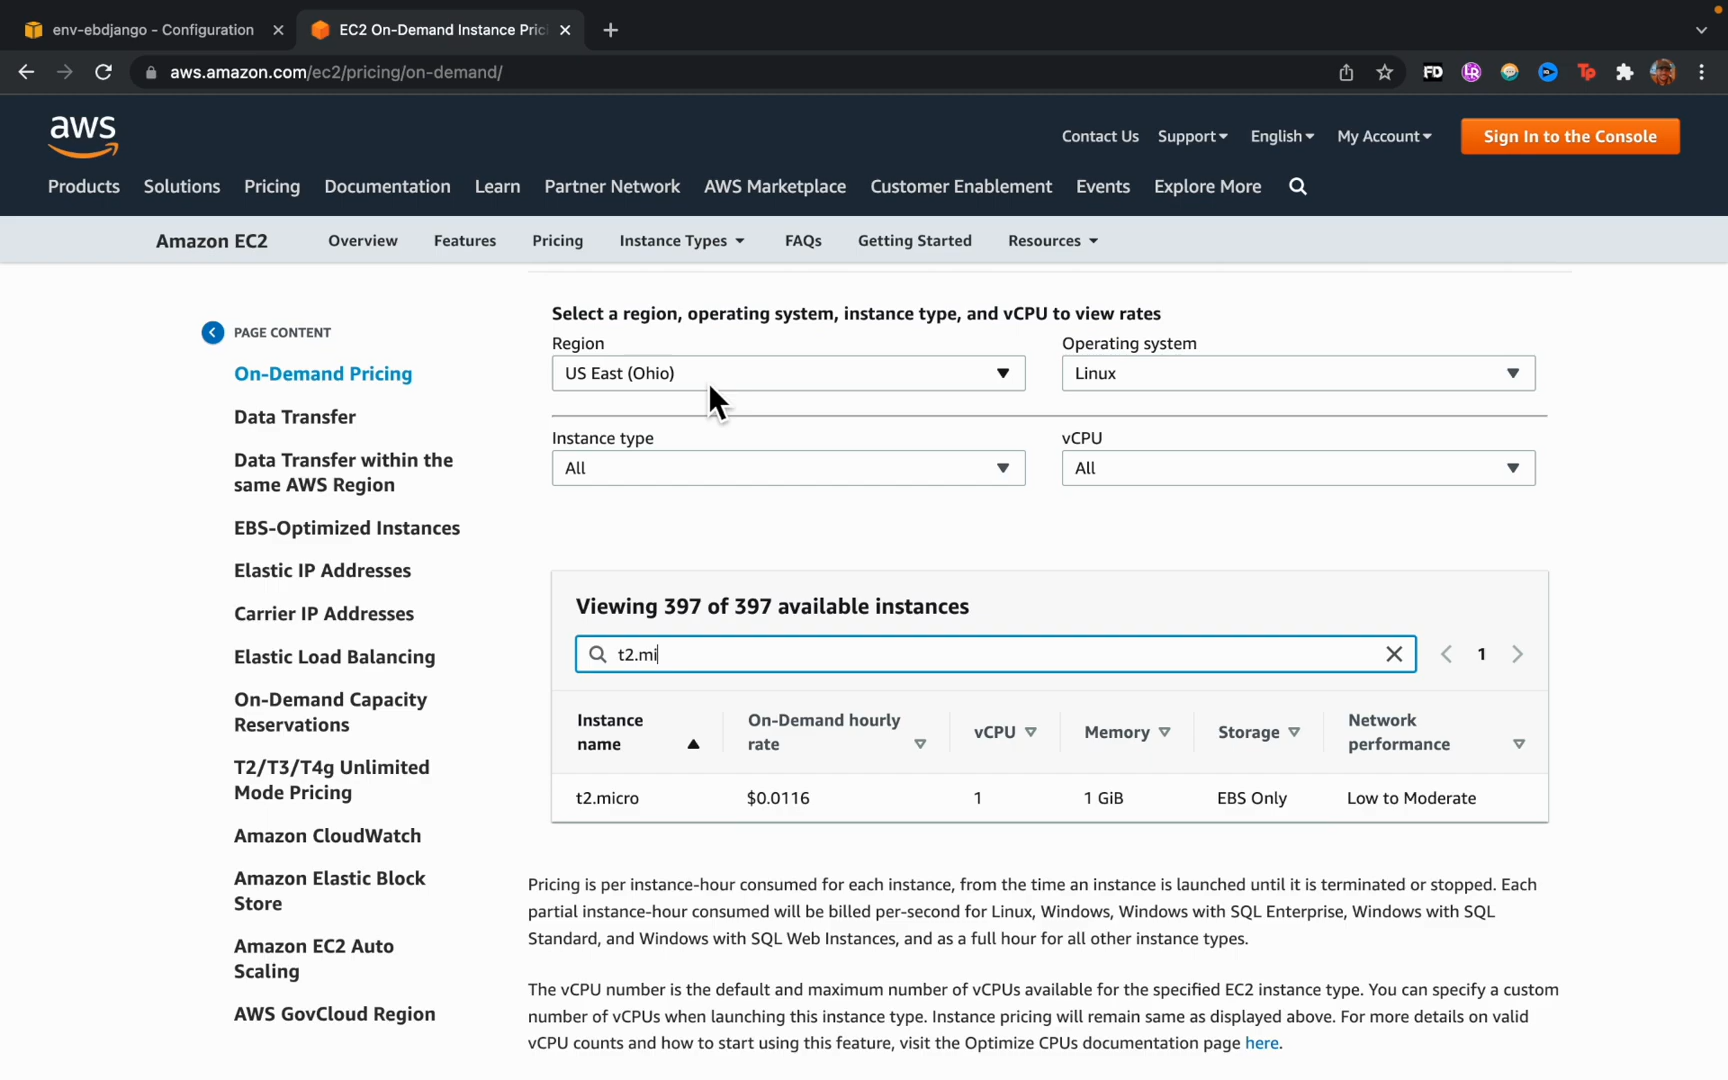 env-ebdjango - Configuration
EC2 On-Demand Instance Pric
aws.amazon.com/ec2/pricing/on-demand/
FD
LR
Tp
aws
Contact Us Support English My Account Sign In to the Console
Products Solutions Pricing Documentation Learn Partner Network AWS Marketplace Customer Enablement Events Explore More
Amazon EC2 Overview Features Pricing Instance Types FAQs Getting Started Resources
PAGE CONTENT
On-Demand Pricing
Data Transfer
Data Transfer within the
same AWS Region
EBS-Optimized Instances
Elastic IP Addresses
Carrier IP Addresses
Elastic Load Balancing
On-Demand Capacity
Reservations
T2/T3/T4g Unlimited
Mode Pricing
Amazon CloudWatch
Amazon Elastic Block
Store
Amazon EC2 Auto
Scaling
AWS GovCloud Region
Select a region, operating system, instance type, and vCPU to view rates
Region Operating system
US East (Ohio) Linux
Instance type vCPU
All All
Viewing 397 of 397 available instances
t2.mi 1
Instance name On-Demand hourly rate vCPU Memory Storage Network performance
t2.micro $0.0116 1 1 GiB EBS Only Low to Moderate
Pricing is per instance-hour consumed for each instance, from the time an instance is launched until it is terminated or stopped. Each
partial instance-hour consumed will be billed per-second for Linux, Windows, Windows with SQL Enterprise, Windows with SQL
Standard, and Windows with SQL Web Instances, and as a full hour for all other instance types.
The vCPU number is the default and maximum number of vCPUs available for the specified EC2 instance type. You can specify a custom
number of vCPUs when launching this instance type. Instance pricing will remain same as displayed above. For more details on valid
vCPU counts and how to start using this feature, visit the Optimize CPUs documentation page here.